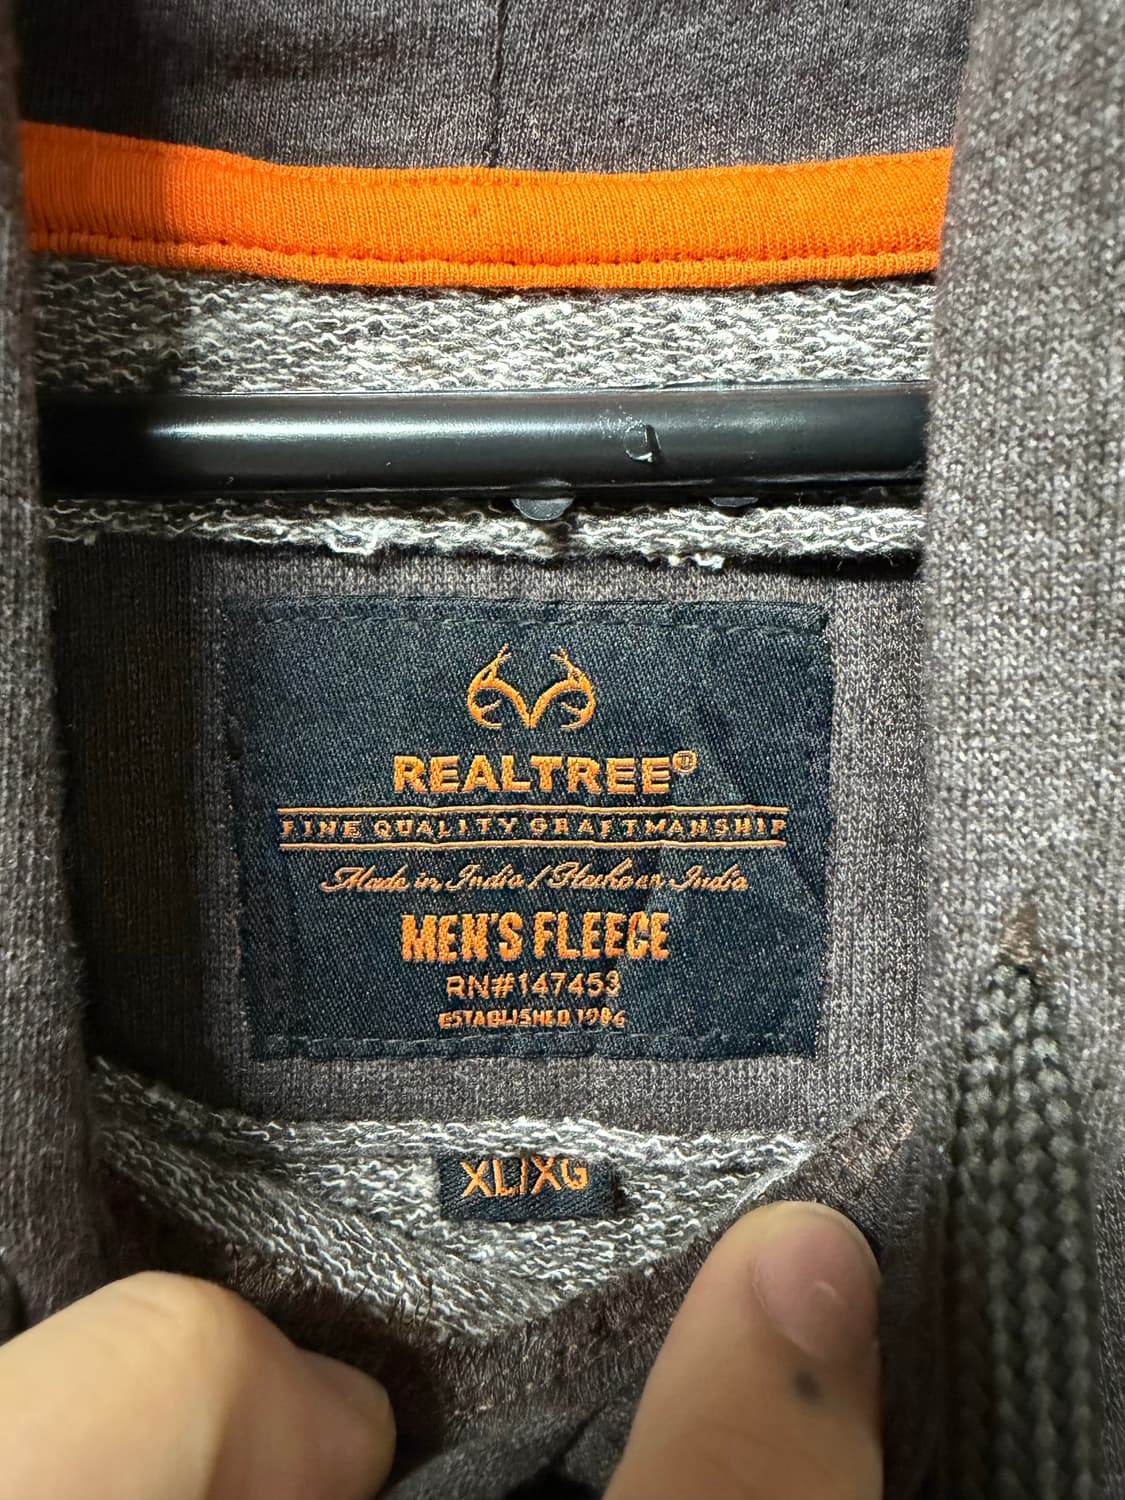 REALTREE®
FINE QUALITY CRAFTMANSHIP
Made in India / Hecho en India
MEN'S FLEECE
RN#147453
ESTABLISHED 1986
XL/XG